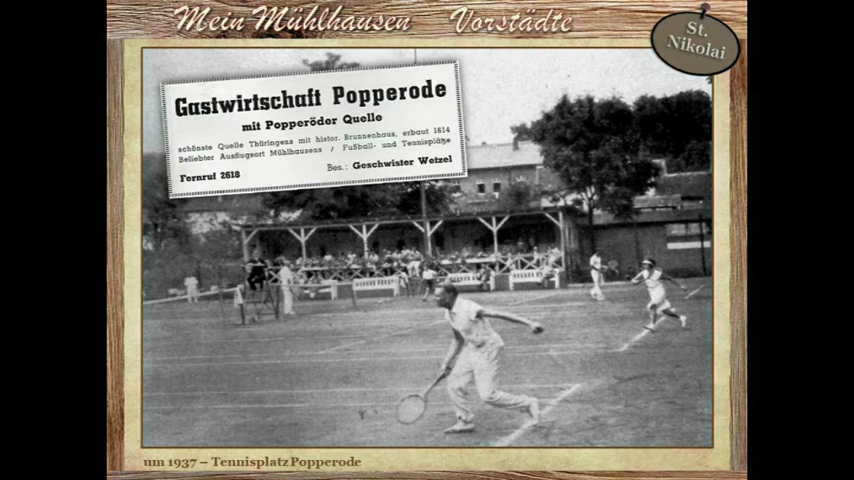 Mein Mühlhausen Vorstädte
St.
Nikolai
Gastwirtschaft Popperode
mit Popperöder Quelle
schönste Quelle Thüringens mit histor. Brunnenhaus, erbaut 1614
Beliebter Ausflugsort Mühlhausens / Fußball- und Tennisplätze
Fernruf 2618 Bes.: Geschwister Wetzel
um 1937 – Tennisplatz Popperode